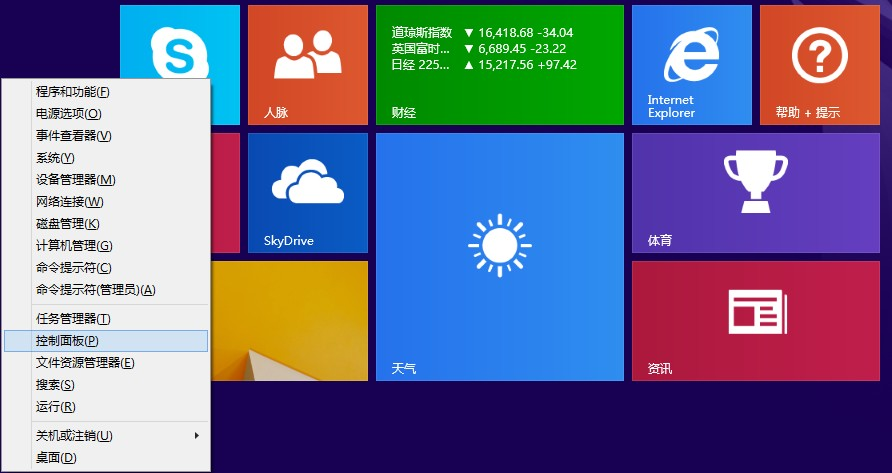 S
人脉
道琼斯指数 ▼ 16,418.68 -34.04
英国富时... ▼ 6,689.45 -23.22
日经 225... ▲ 15,217.56 +97.42
财经
Internet
Explorer
帮助 + 提示
SkyDrive
天气
体育
资讯
程序和功能(F)
电源选项(O)
事件查看器(V)
系统(Y)
设备管理器(M)
网络连接(W)
磁盘管理(K)
计算机管理(G)
命令提示符(C)
命令提示符(管理员)(A)
任务管理器(T)
控制面板(P)
文件资源管理器(E)
搜索(S)
运行(R)
关机或注销(U)
桌面(D)